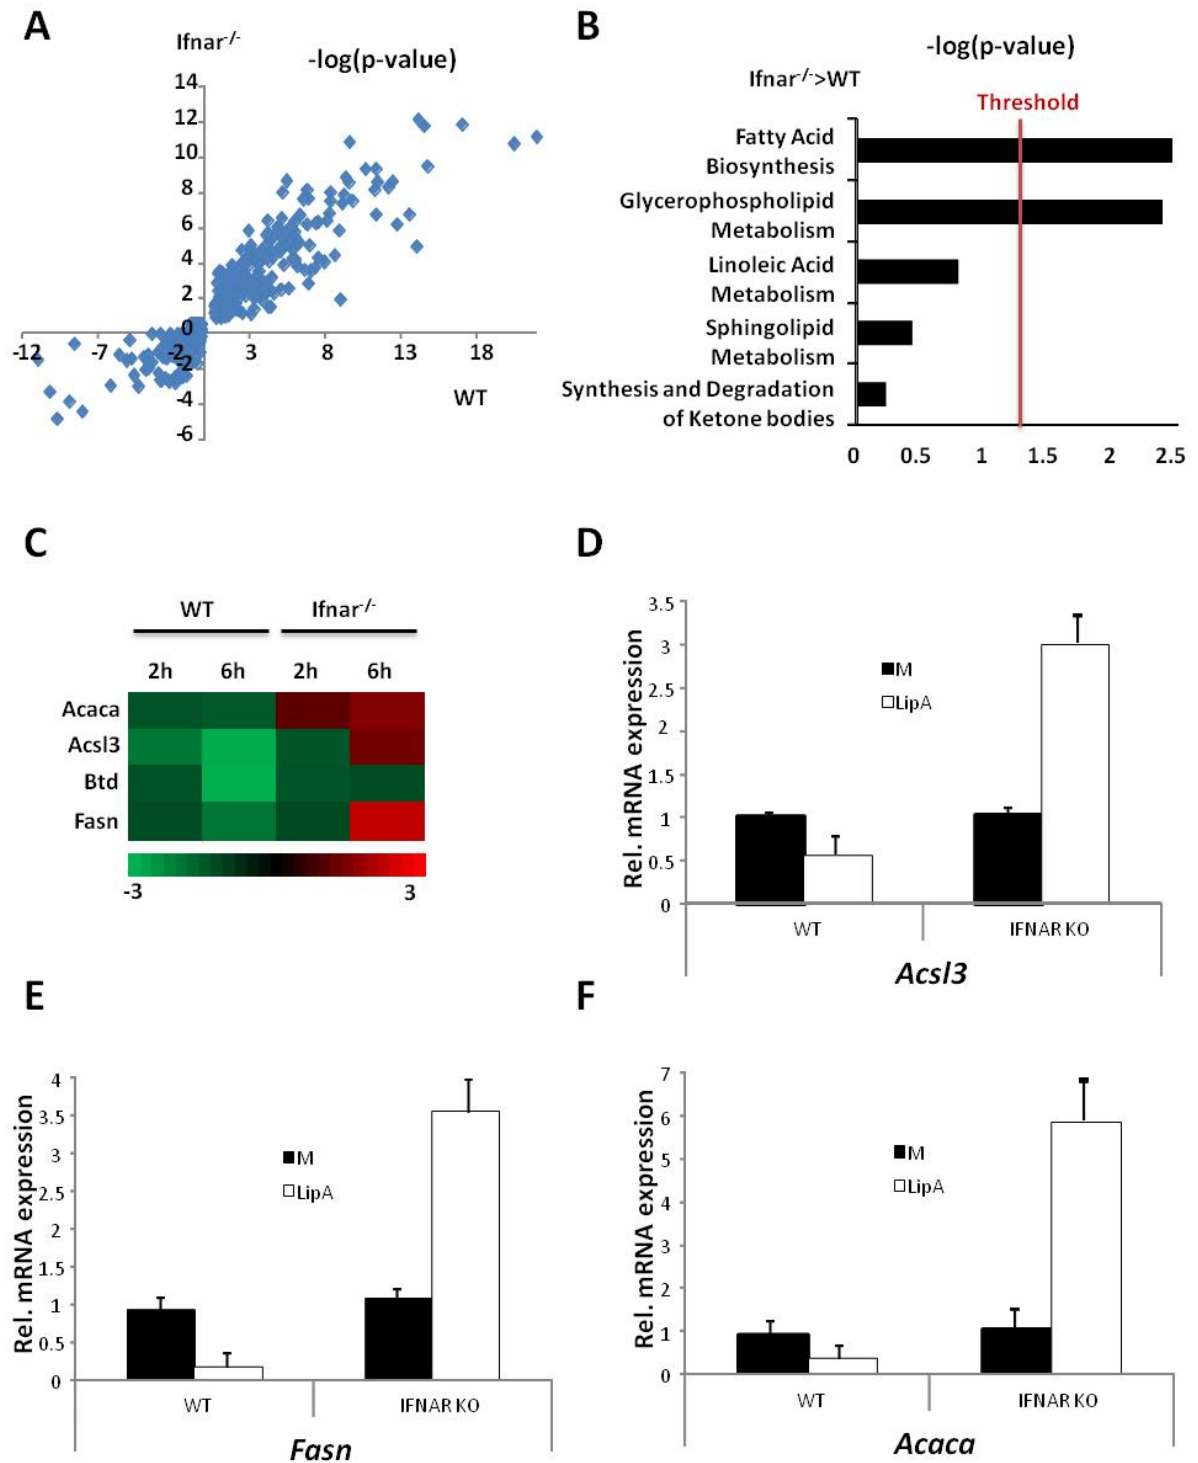 A
Ifnar-/-
-log(p-value)
14
12
10
8
6
4
2
0
-2
-4
-6
-12
-7
-2
3
8
13
18
WT
B
-log(p-value)
Ifnar-/->WT
Threshold
Fatty Acid
Biosynthesis
Glycerophospholipid
Metabolism
Linoleic Acid
Metabolism
Sphingolipid
Metabolism
Synthesis and Degradation
of Ketone bodies
0 0.5 1 1.5 2 2.5
C
WT Ifnar-/-
2h 6h 2h 6h
Acaca
Acsl3
Btd
Fasn
-3 3
D
Rel. mRNA expression
3.5
3
2.5
2
1.5
1
0.5
0
M
LipA
WT IFNAR KO
Acsl3
E
Rel. mRNA expression
4
3.5
3
2.5
2
1.5
1
0.5
0
M
LipA
WT IFNAR KO
Fasn
F
Rel. mRNA expression
7
6
5
4
3
2
1
0
M
LipA
WT IFNAR KO
Acaca